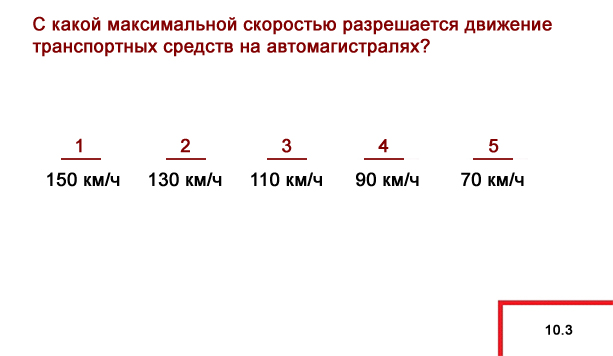 С какой максимальной скоростью разрешается движение
транспортных средств на автомагистралях?
1 2 3 4 5
150 км/ч 130 км/ч 110 км/ч 90 км/ч 70 км/ч
10.3